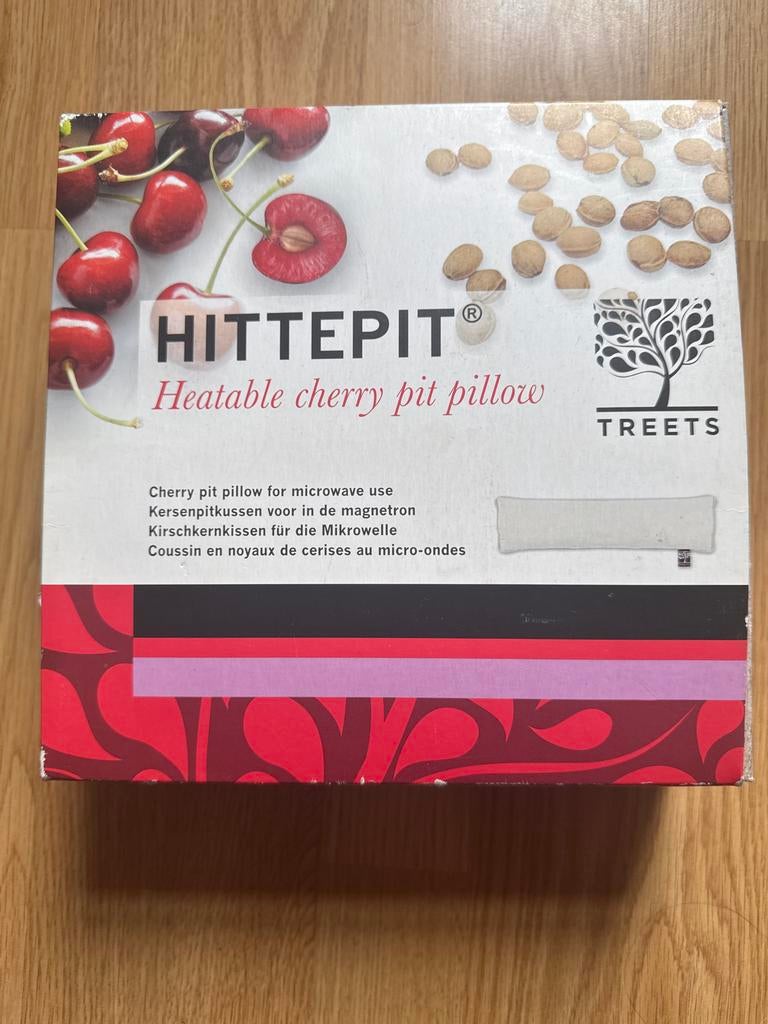 HITTEPIT®
Heatable cherry pit pillow
TREETS
Cherry pit pillow for microwave use
Kersenpitkussen voor in de magnetron
Kirschkernkissen für die Mikrowelle
Coussin en noyaux de cerises au micro-ondes